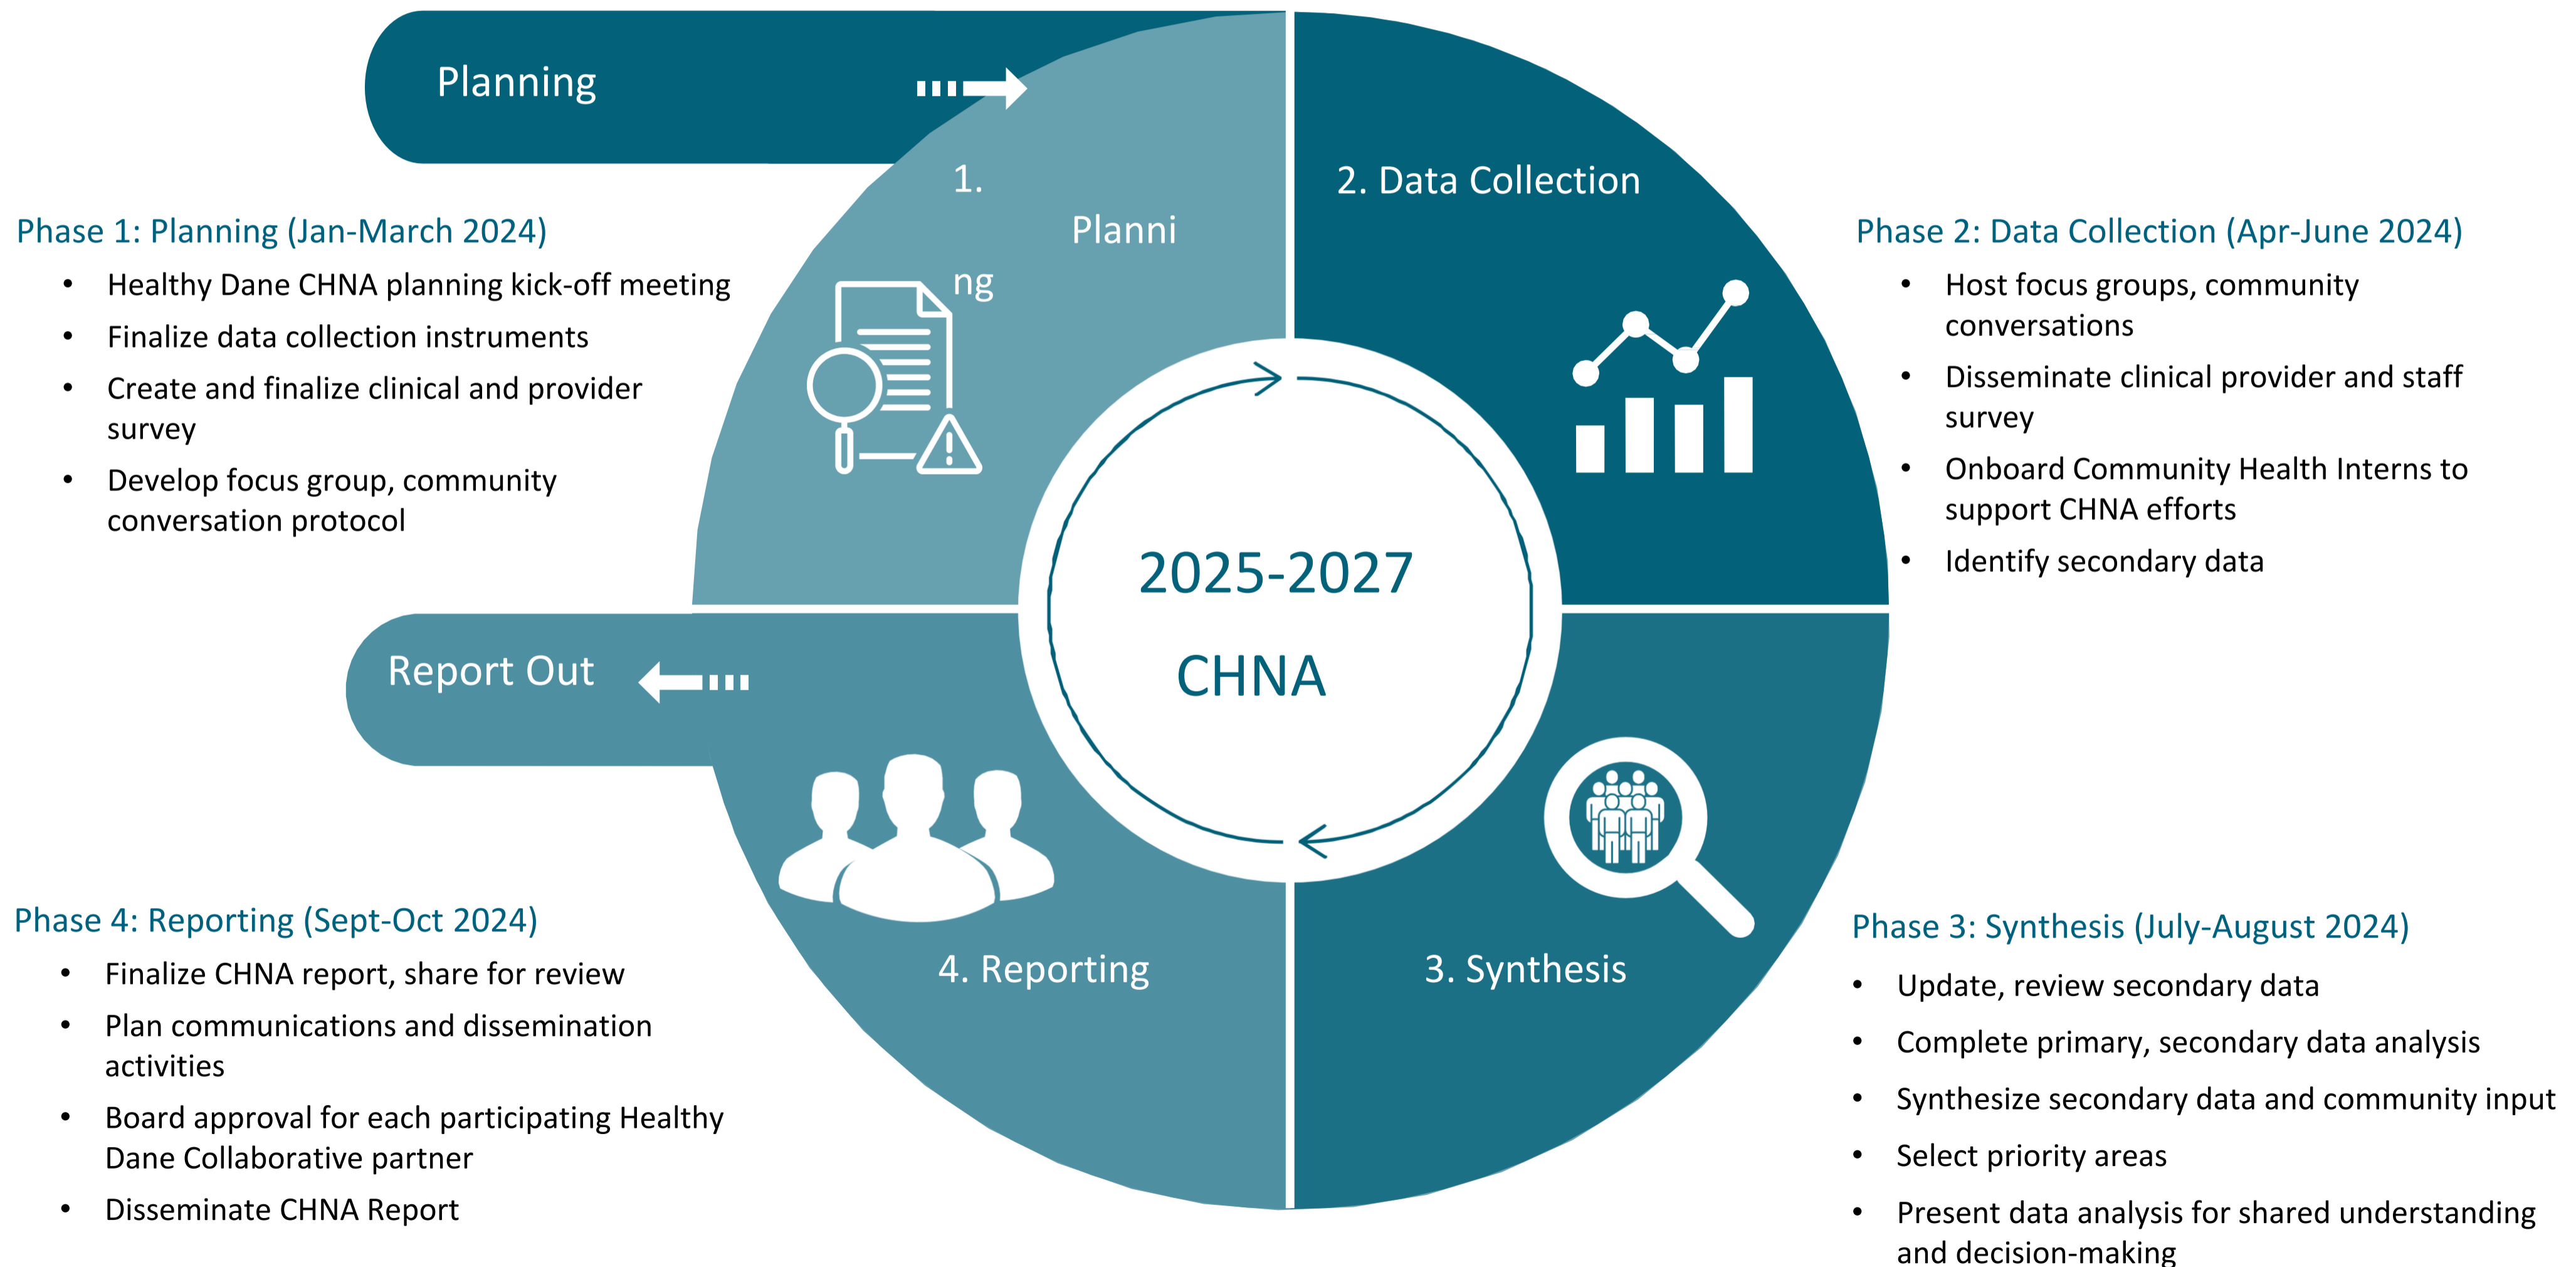 Planning
1.
Planni
ng
2. Data Collection
Phase 1: Planning (Jan-March 2024)
• Healthy Dane CHNA planning kick-off meeting
• Finalize data collection instruments
• Create and finalize clinical and provider
survey
• Develop focus group, community
conversation protocol
Phase 2: Data Collection (Apr-June 2024)
• Host focus groups, community
conversations
• Disseminate clinical provider and staff
survey
• Onboard Community Health Interns to
support CHNA efforts
• Identify secondary data
2025-2027
CHNA
Report Out
4. Reporting
3. Synthesis
Phase 4: Reporting (Sept-Oct 2024)
• Finalize CHNA report, share for review
• Plan communications and dissemination
activities
• Board approval for each participating Healthy
Dane Collaborative partner
• Disseminate CHNA Report
Phase 3: Synthesis (July-August 2024)
• Update, review secondary data
• Complete primary, secondary data analysis
• Synthesize secondary data and community input
• Select priority areas
• Present data analysis for shared understanding
and decision-making